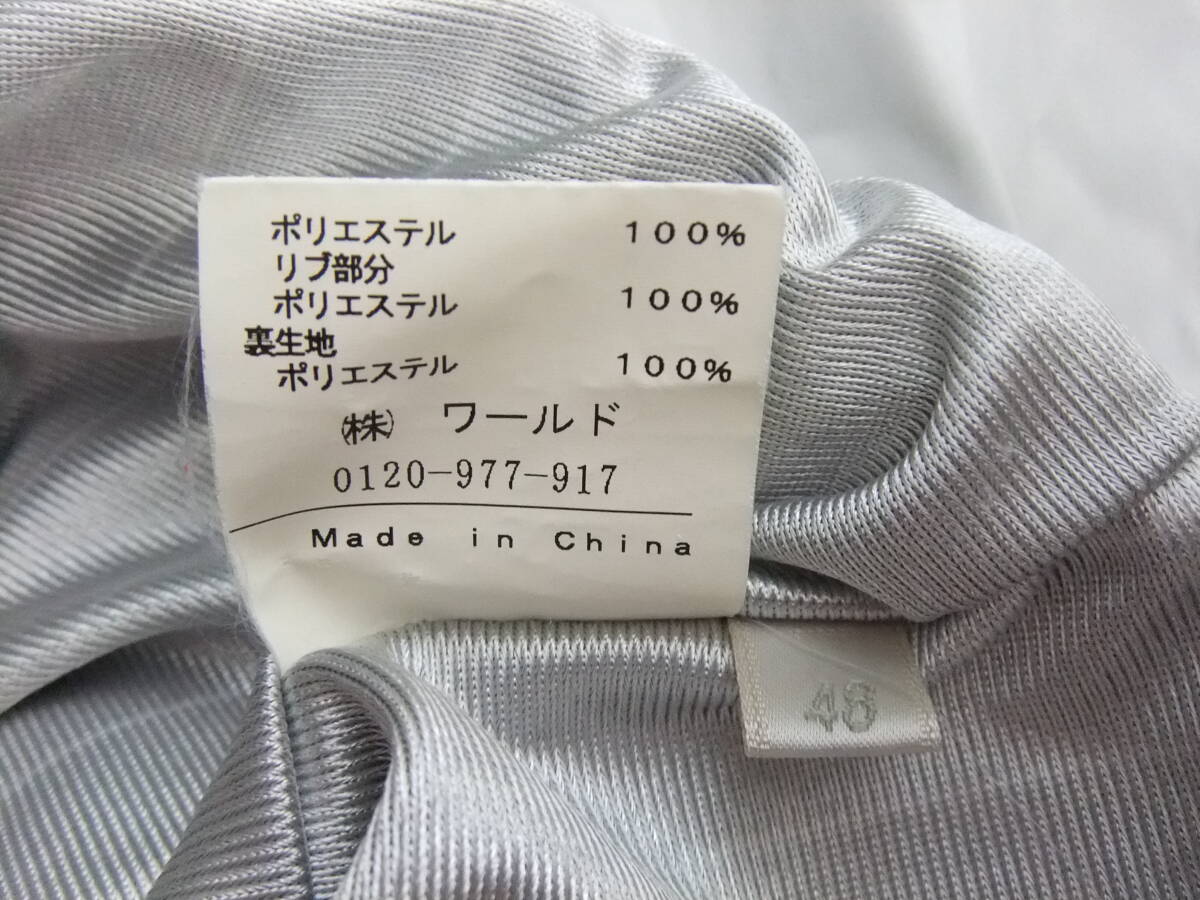 ポリエステル 100%
リブ部分
ポリエステル 100%
裏生地
ポリエステル 100%
㈱ ワールド
0120-977-917
Made in China
48